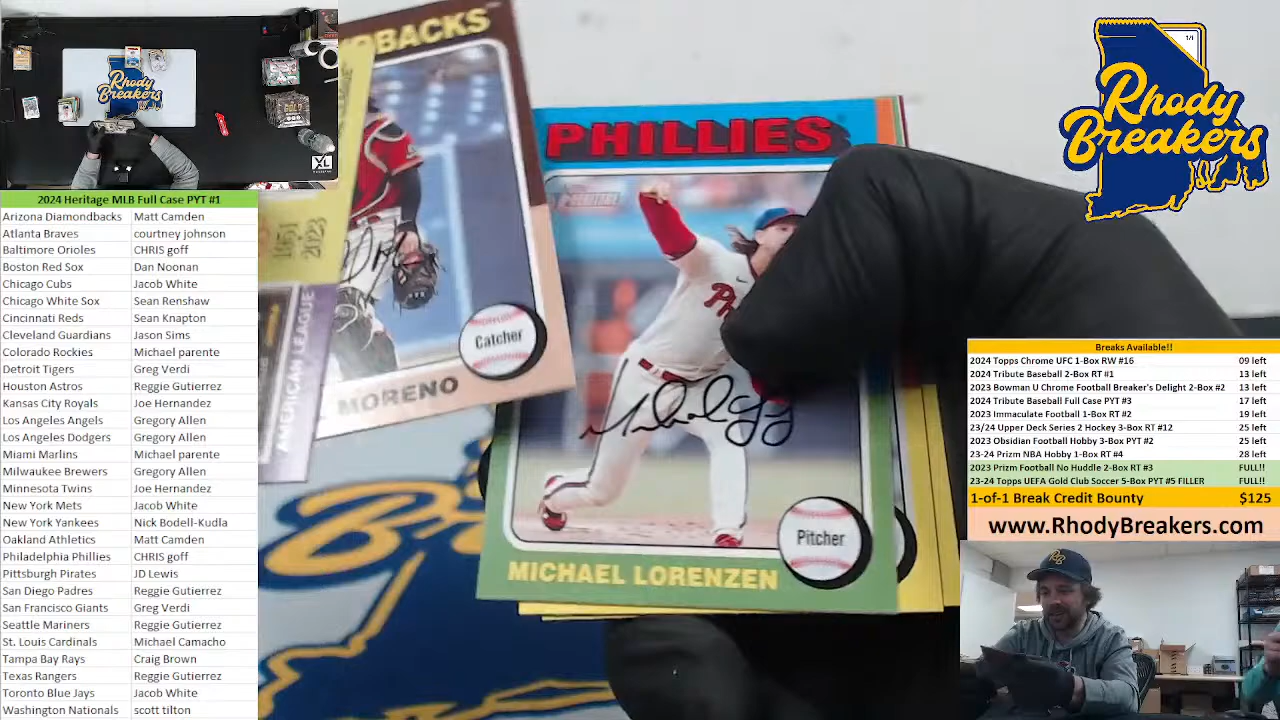 Rhody
Breakers
XL
2024 Heritage MLB Full Case PYT #1
Arizona Diamondbacks Matt Camden
Atlanta Braves courtney johnson
Baltimore Orioles CHRIS goff
Boston Red Sox Dan Noonan
Chicago Cubs Jacob White
Chicago White Sox Sean Renshaw
Cincinnati Reds Sean Knapton
Cleveland Guardians Jason Sims
Colorado Rockies Michael parente
Detroit Tigers Greg Verdi
Houston Astros Reggie Gutierrez
Kansas City Royals Joe Hernandez
Los Angeles Angels Gregory Allen
Los Angeles Dodgers Gregory Allen
Miami Marlins Michael parente
Milwaukee Brewers Gregory Allen
Minnesota Twins Joe Hernandez
New York Mets Jacob White
New York Yankees Nick Bodell-Kudla
Oakland Athletics Matt Camden
Philadelphia Phillies CHRIS goff
Pittsburgh Pirates JD Lewis
San Diego Padres Reggie Gutierrez
San Francisco Giants Greg Verdi
Seattle Mariners Reggie Gutierrez
St. Louis Cardinals Michael Camacho
Tampa Bay Rays Craig Brown
Texas Rangers Reggie Gutierrez
Toronto Blue Jays Jacob White
Washington Nationals scott tilton
DBACKS
Catcher
MORENO
2023
AMERICAN LEAGUE
PHILLIES
Heritage
Ph
Pitcher
MICHAEL LORENZEN
1/1
Rhody
Breakers
Breaks Available!!
2024 Topps Chrome UFC 1-Box RW #16 09 left
2024 Tribute Baseball 2-Box RT #1 13 left
2023 Bowman U Chrome Football Breaker's Delight 2-Box #2 13 left
2024 Tribute Baseball Full Case PYT #3 17 left
2023 Immaculate Football 1-Box RT #2 19 left
23/24 Upper Deck Series 2 Hockey 3-Box RT #12 25 left
2023 Obsidian Football Hobby 3-Box PYT #2 25 left
23-24 Prizm NBA Hobby 1-Box RT #4 28 left
2023 Prizm Football No Huddle 2-Box RT #3 FULL!!
23-24 Topps UEFA Gold Club Soccer 5-Box PYT #5 FILLER FULL!!
1-of-1 Break Credit Bounty $125
www.RhodyBreakers.com
RB